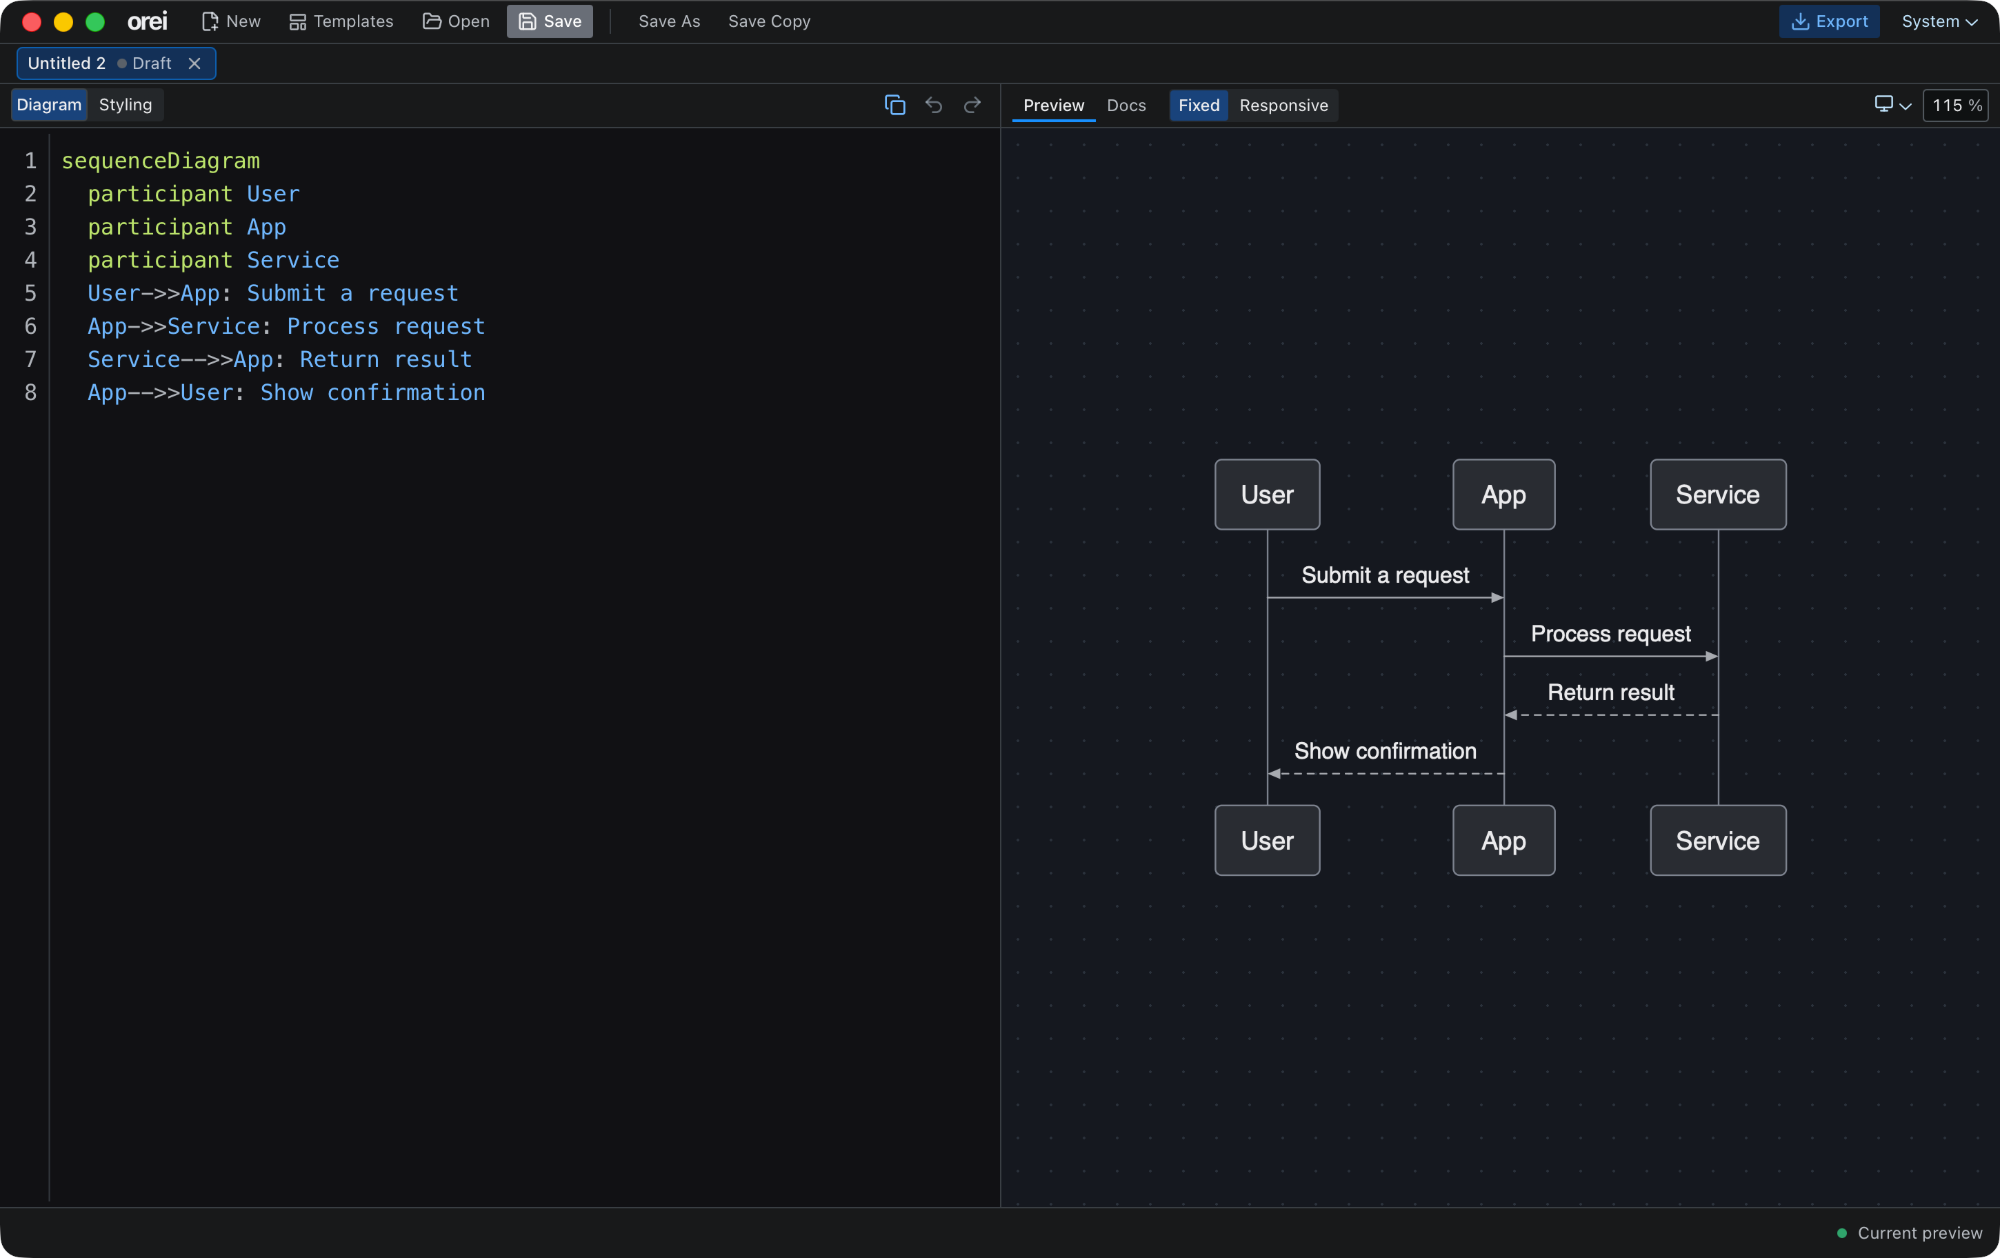 orei New Templates Open Save Save As Save Copy Export System
Untitled 2 Draft
Diagram Styling
Preview Docs Fixed Responsive 115 %
1 sequenceDiagram
2 participant User
3 participant App
4 participant Service
5 User->>App: Submit a request
6 App->>Service: Process request
7 Service-->>App: Return result
8 App-->>User: Show confirmation
User App Service
Submit a request
Process request
Return result
Show confirmation
User App Service
Current preview